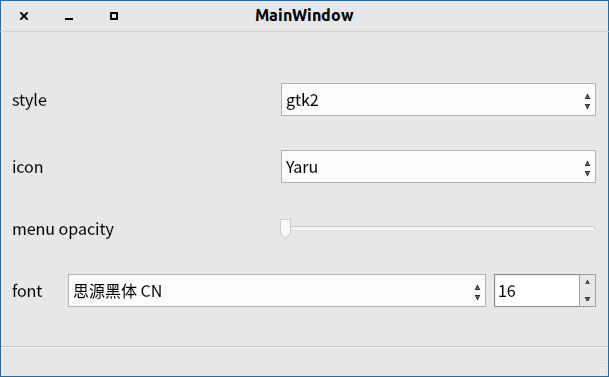 MainWindow
style
gtk2
icon
Yaru
menu opacity
font
思源黑体 CN
16